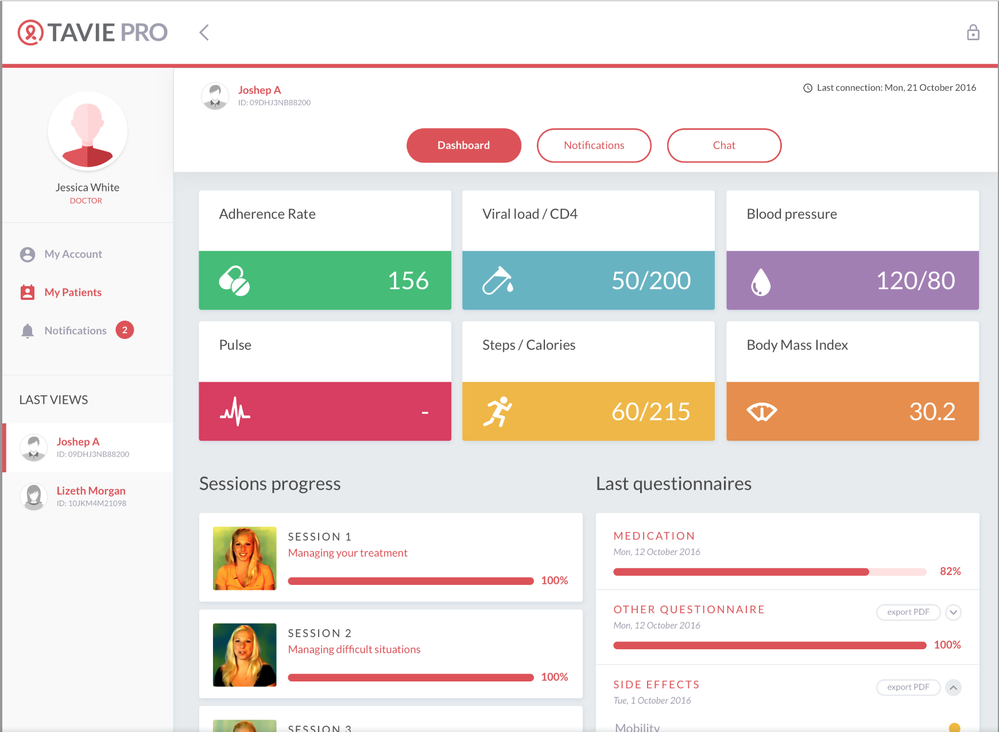 TAVIE PRO
Jessica White
DOCTOR
My Account
My Patients
Notifications 2
LAST VIEWS
Joshep A
ID: 09DHJ3NB88200
Lizeth Morgan
ID: 10JKM4M21098
Joshep A
ID: 09DHJ3NB88200
Last connection: Mon, 21 October 2016
Dashboard Notifications Chat
Adherence Rate
156
Viral load / CD4
50/200
Blood pressure
120/80
Pulse
-
Steps / Calories
60/215
Body Mass Index
30.2
Sessions progress
SESSION 1
Managing your treatment
100%
SESSION 2
Managing difficult situations
100%
SESSION 3
Last questionnaires
MEDICATION
Mon, 12 October 2016
82%
OTHER QUESTIONNAIRE
export PDF
Mon, 12 October 2016
100%
SIDE EFFECTS
export PDF
Tue, 1 October 2016
Mobility